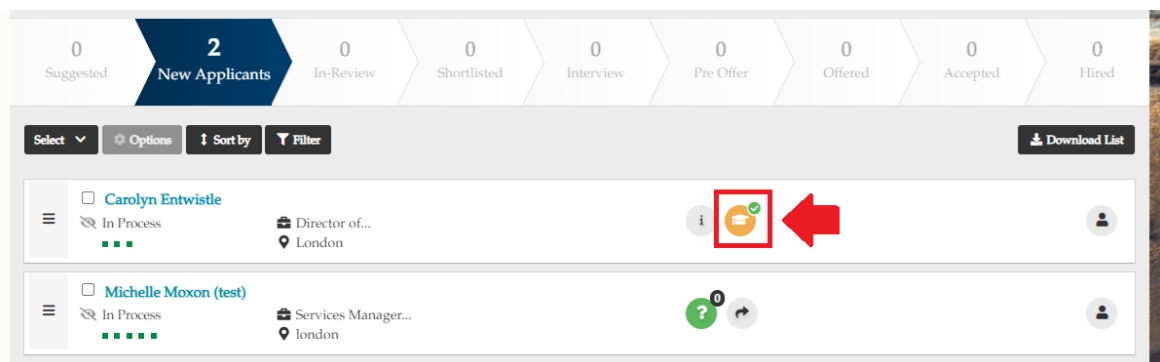 0 2 0 0 0 0 0 0 0
Suggested New Applicants In-Review Shortlisted Interview Pre Offer Offered Accepted Hired
Select Options Sort by Filter Download List
Carolyn Entwistle
In Process Director of... i
London
Michelle Moxon (test)
In Process Services Manager... ? 0
london